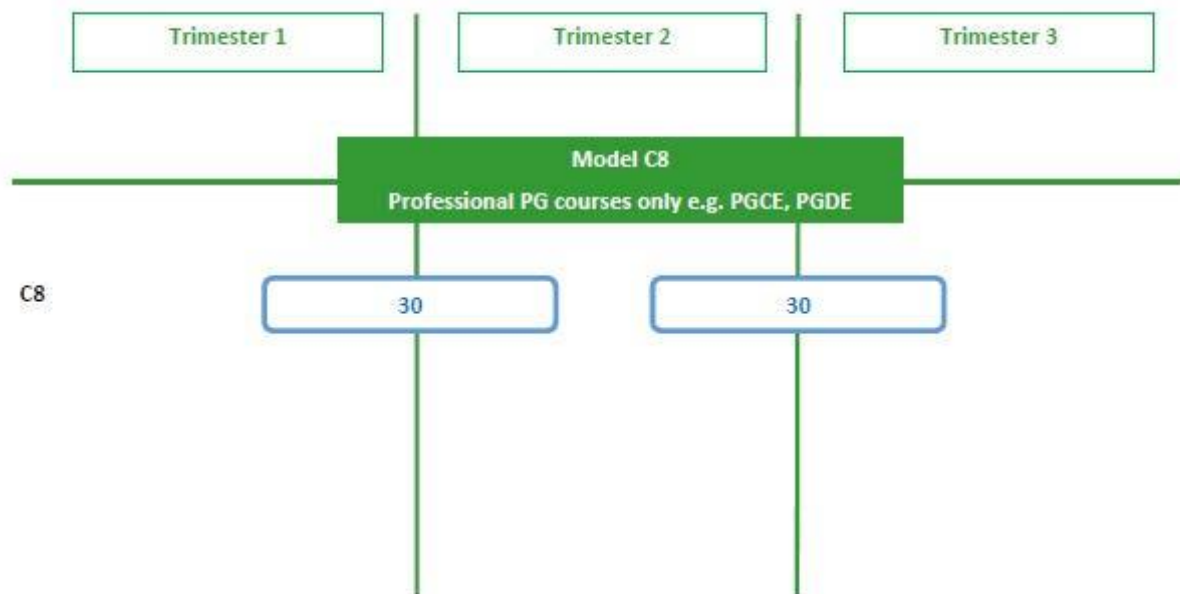 Trimester 1
Trimester 2
Trimester 3
Model C8
Professional PG courses only e.g. PGCE, PGDE
C8
30
30